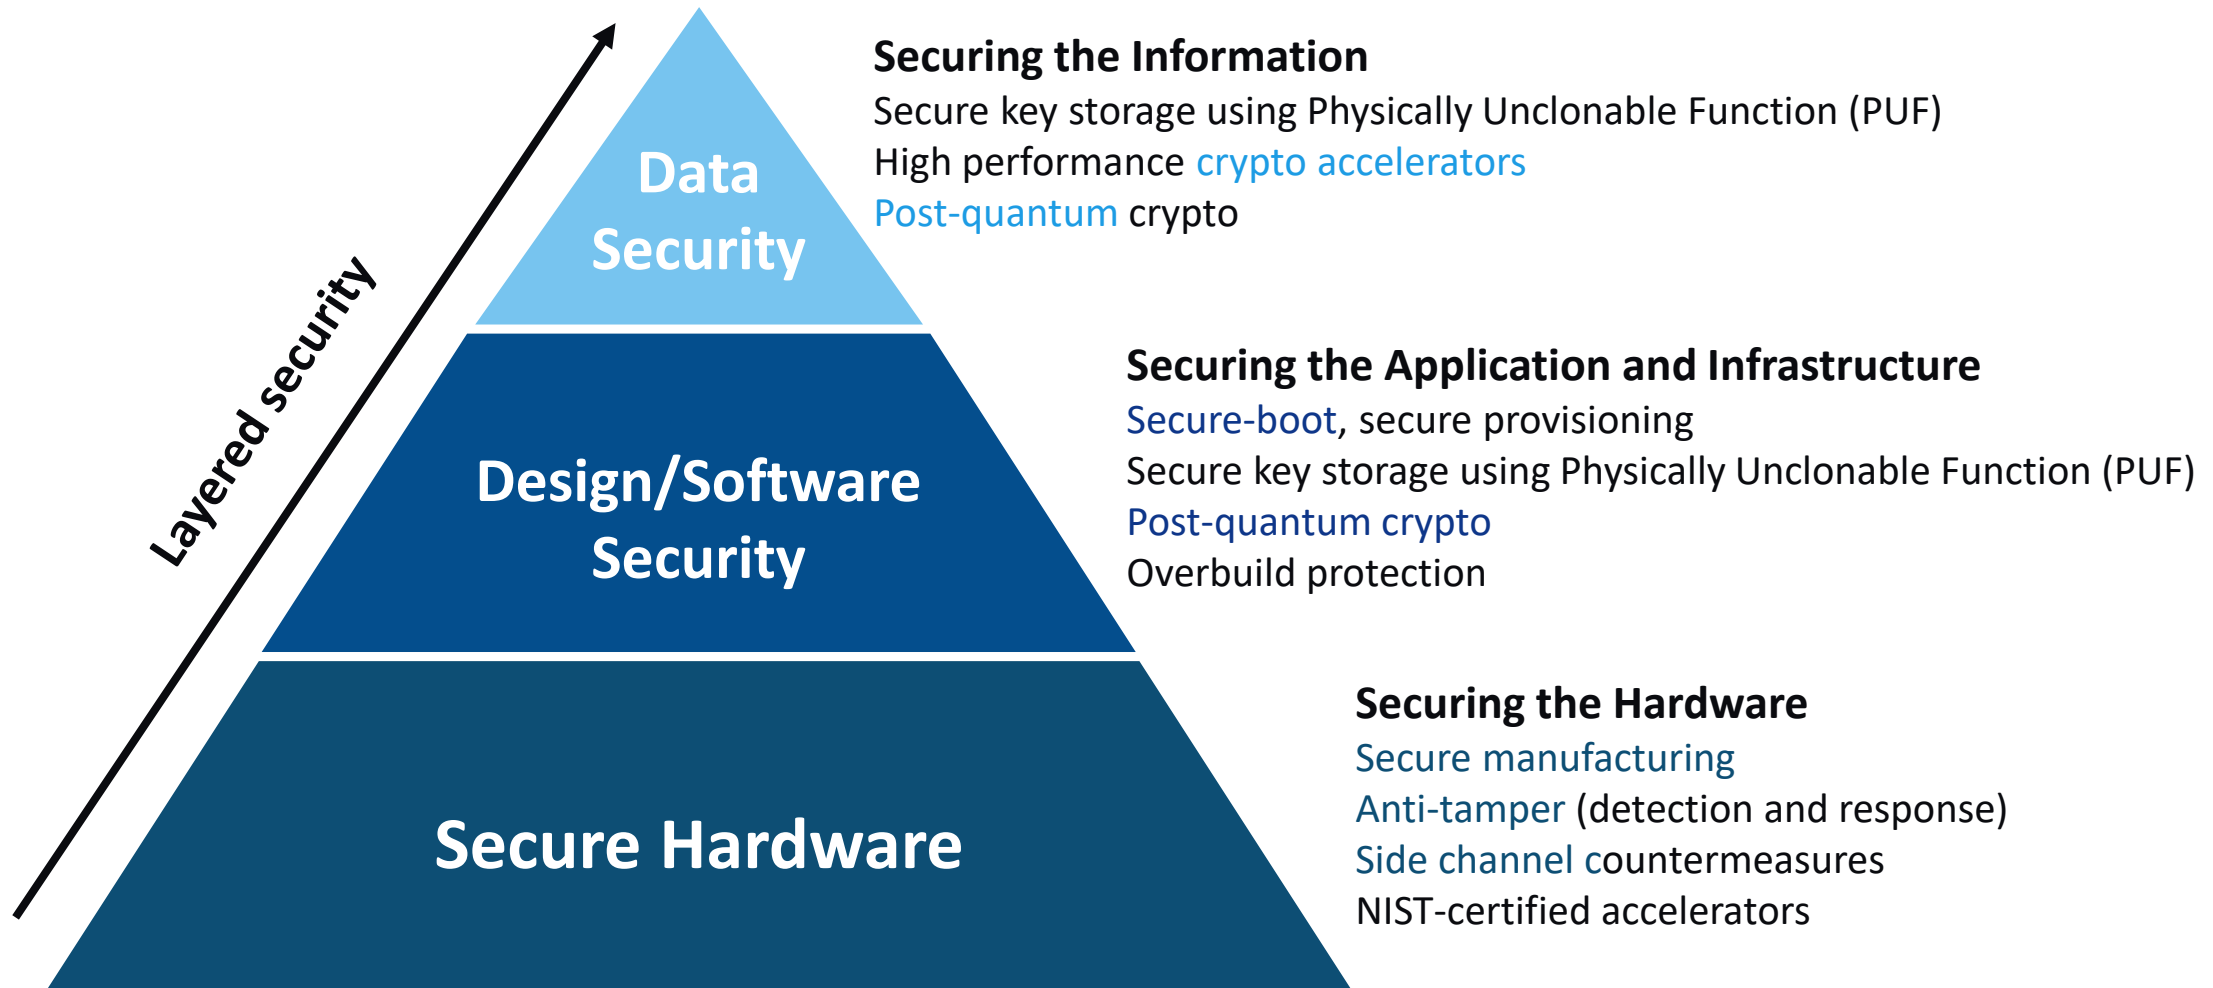 Layered security
Data
Security
Securing the Information
Secure key storage using Physically Unclonable Function (PUF)
High performance crypto accelerators
Post-quantum crypto
Design/Software
Security
Securing the Application and Infrastructure
Secure-boot, secure provisioning
Secure key storage using Physically Unclonable Function (PUF)
Post-quantum crypto
Overbuild protection
Secure Hardware
Securing the Hardware
Secure manufacturing
Anti-tamper (detection and response)
Side channel countermeasures
NIST-certified accelerators